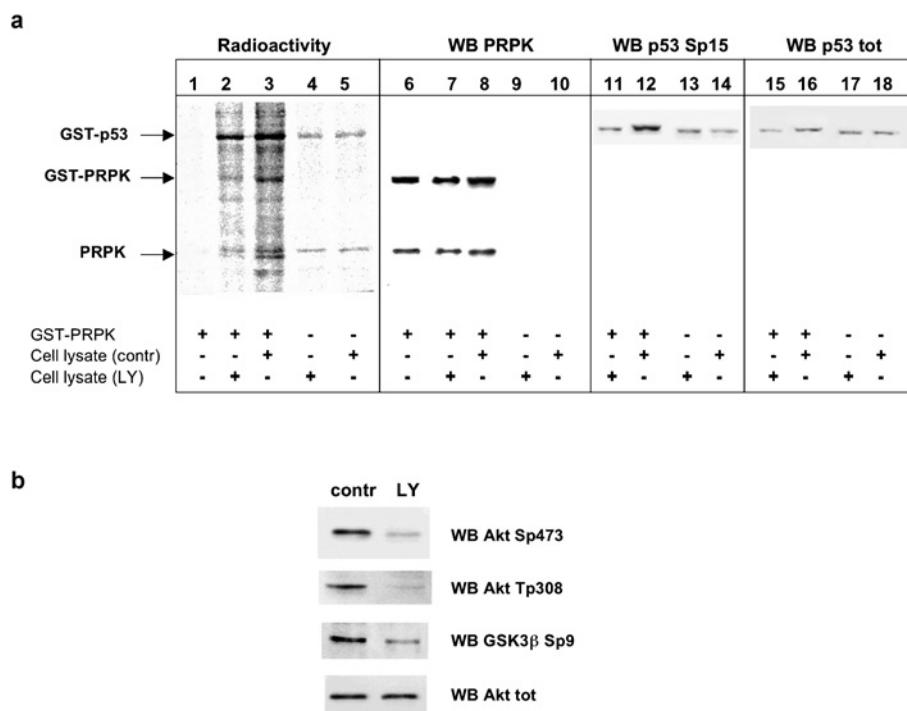 a
Radioactivity WB PRPK WB p53 Sp15 WB p53 tot
1 2 3 4 5 6 7 8 9 10 11 12 13 14 15 16 17 18
GST-p53
GST-PRPK
PRPK
GST-PRPK + + + - - + + + - - + + - - + + - -
Cell lysate (contr) - - + - + - - + - + - + - + - + - +
Cell lysate (LY) - + - + - - + - + - + - + - + - + -
b
contr LY
WB Akt Sp473
WB Akt Tp308
WB GSK3β Sp9
WB Akt tot